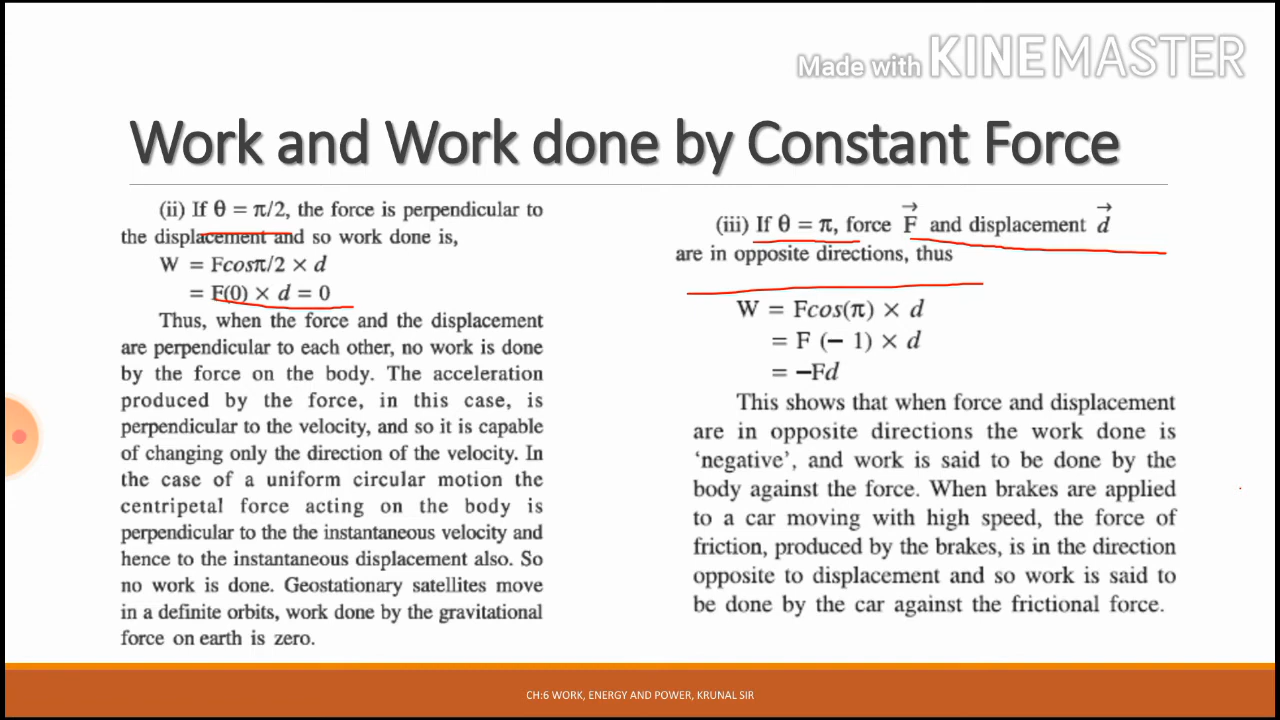 Made with KINEMASTER
Work and Work done by Constant Force
(ii) If θ = π/2, the force is perpendicular to
the displacement and so work done is,
W = Fcosπ/2 × d
= F(0) × d = 0
Thus, when the force and the displacement
are perpendicular to each other, no work is done
by the force on the body. The acceleration
produced by the force, in this case, is
perpendicular to the velocity, and so it is capable
of changing only the direction of the velocity. In
the case of a uniform circular motion the
centripetal force acting on the body is
perpendicular to the the instantaneous velocity and
hence to the instantaneous displacement also. So
no work is done. Geostationary satellites move
in a definite orbits, work done by the gravitational
force on earth is zero.
(iii) If θ = π, force F⃗ and displacement d⃗
are in opposite directions, thus
W = Fcos(π) × d
= F (− 1) × d
= −Fd
This shows that when force and displacement
are in opposite directions the work done is
‘negative’, and work is said to be done by the
body against the force. When brakes are applied
to a car moving with high speed, the force of
friction, produced by the brakes, is in the direction
opposite to displacement and so work is said to
be done by the car against the frictional force.
CH:6 WORK, ENERGY AND POWER, KRUNAL SIR